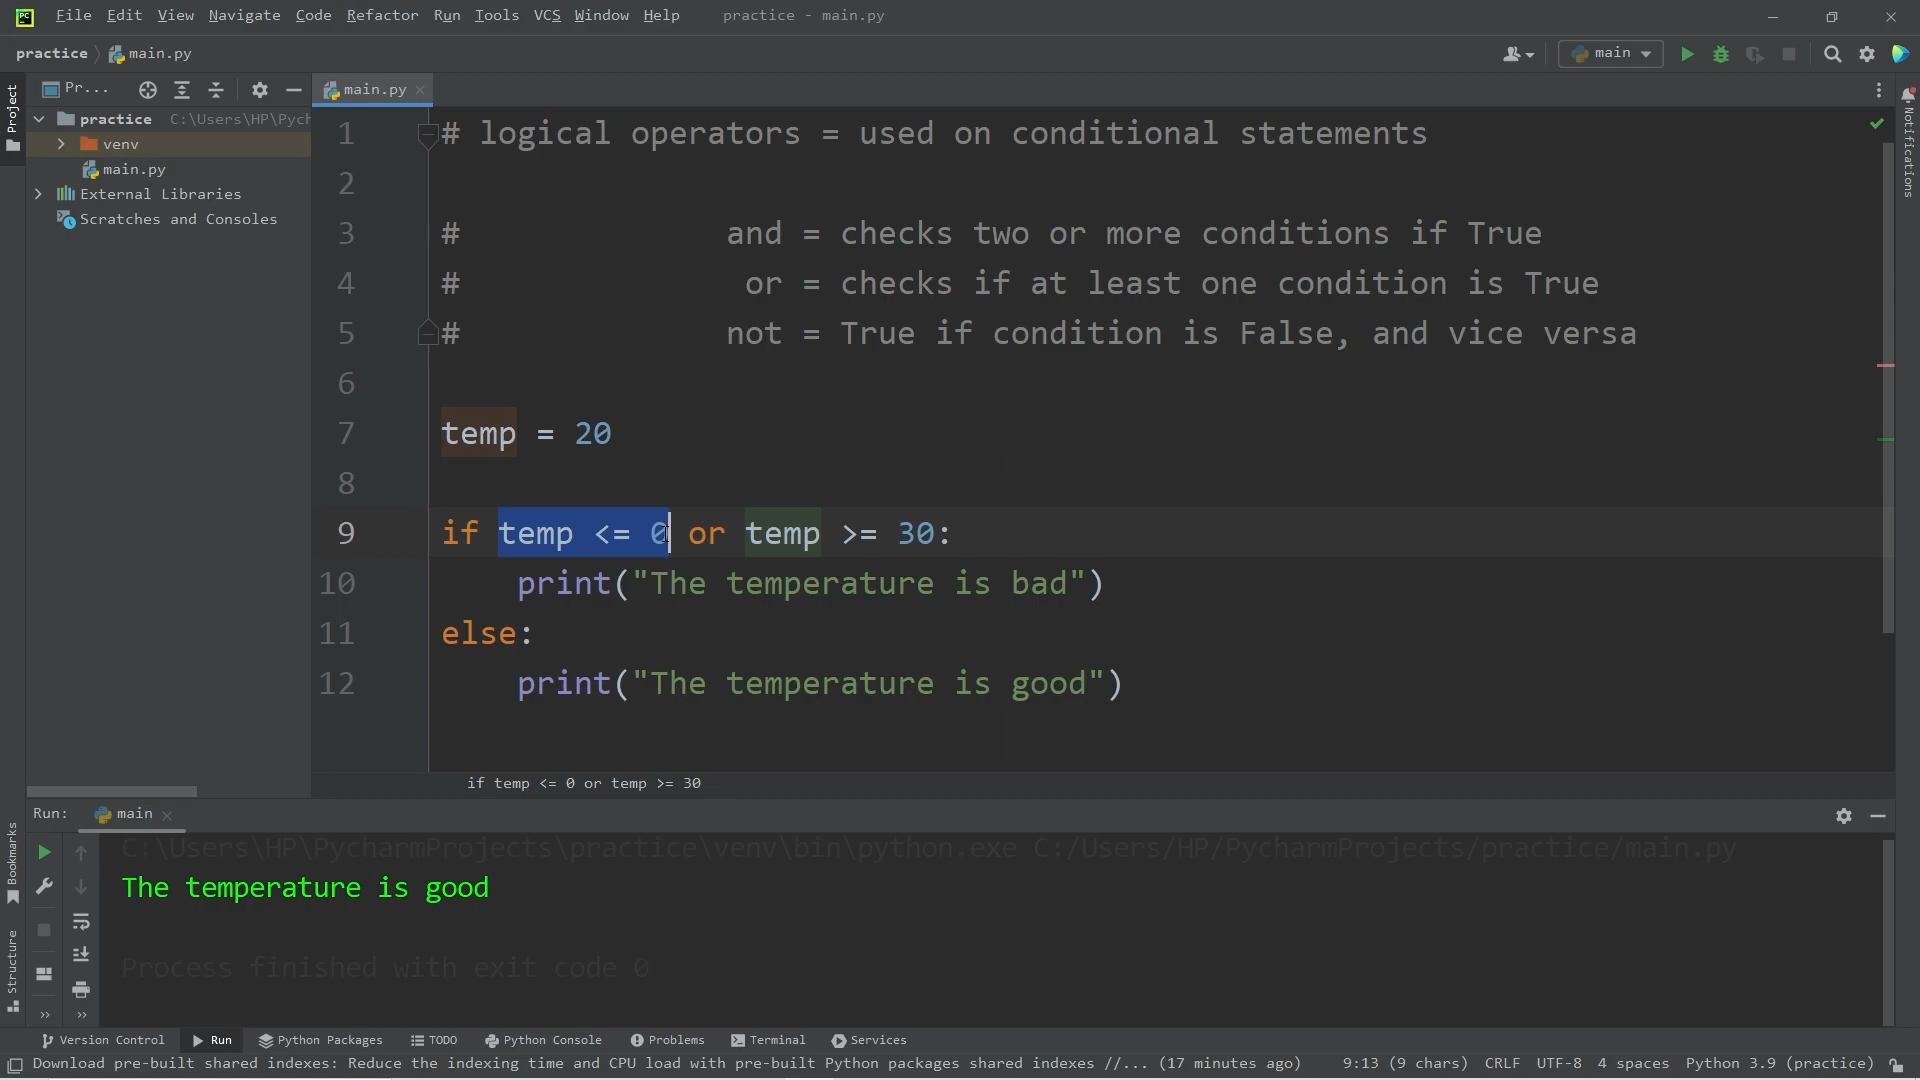 PC File Edit View Navigate Code Refactor Run Tools VCS Window Help practice - main.py
practice main.py main
Pr... main.py
Project
Notifications
practice C:\Users\HP\Pych
venv
main.py
External Libraries
Scratches and Consoles
1 # logical operators = used on conditional statements
2
3 # and = checks two or more conditions if True
4 # or = checks if at least one condition is True
5 # not = True if condition is False, and vice versa
6
7 temp = 20
8
9 if temp <= 0 or temp >= 30:
10 print("The temperature is bad")
11 else:
12 print("The temperature is good")
if temp <= 0 or temp >= 30
Run: main
C:\Users\HP\PycharmProjects\practice\venv\bin\python.exe C:/Users/HP/PycharmProjects/practice/main.py
The temperature is good
Process finished with exit code 0
Bookmarks
Structure
Version Control Run Python Packages TODO Python Console Problems Terminal Services
Download pre-built shared indexes: Reduce the indexing time and CPU load with pre-built Python packages shared indexes //... (17 minutes ago) 9:13 (9 chars) CRLF UTF-8 4 spaces Python 3.9 (practice)